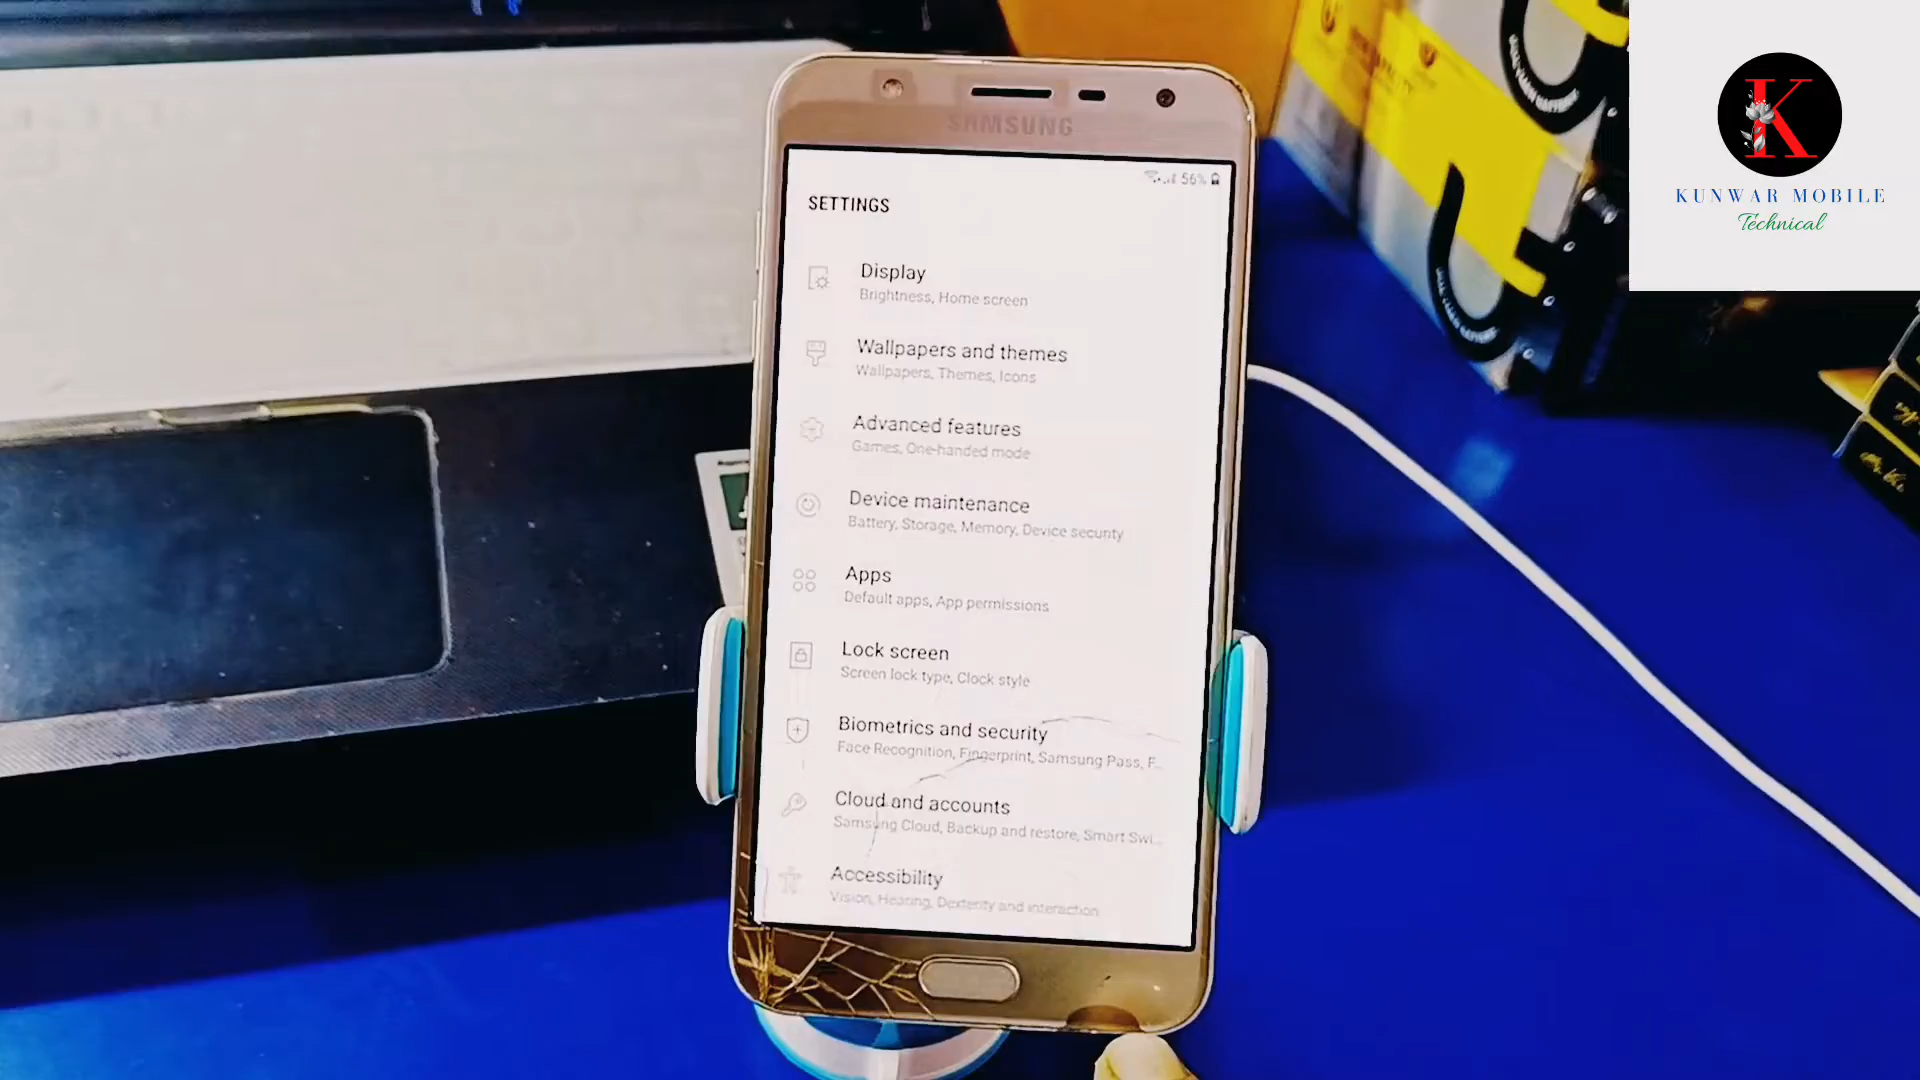 SAMSUNG
56%
SETTINGS
Display
Brightness, Home screen
Wallpapers and themes
Wallpapers, Themes, Icons
Advanced features
Games, One-handed mode
Device maintenance
Battery, Storage, Memory, Device security
Apps
Default apps, App permissions
Lock screen
Screen lock type, Clock style
Biometrics and security
Face Recognition, Fingerprint, Samsung Pass, F...
Cloud and accounts
Samsung Cloud, Backup and restore, Smart Swi...
Accessibility
Vision, Hearing, Dexterity and interaction
K
KUNWAR MOBILE
Technical